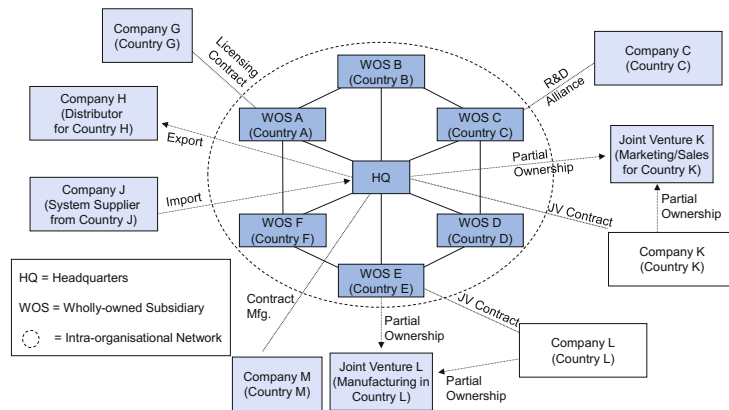 Company G
(Country G)
Licensing
Contract
WOS B
(Country B)
Company C
(Country C)
R&D
Alliance
Company H
(Distributor
for Country H)
WOS A
(Country A)
WOS C
(Country C)
Export
Partial
Ownership
Joint Venture K
(Marketing/Sales
for Country K)
HQ
Company J
(System Supplier
from Country J)
Import
JV Contract
Partial
Ownership
WOS F
(Country F)
WOS D
(Country D)
Company K
(Country K)
HQ = Headquarters
WOS = Wholly-owned Subsidiary
= Intra-organisational Network
WOS E
(Country E)
Contract
Mfg.
JV Contract
Partial
Ownership
Company L
(Country L)
Company M
(Country M)
Joint Venture L
(Manufacturing in
Country L)
Partial
Ownership